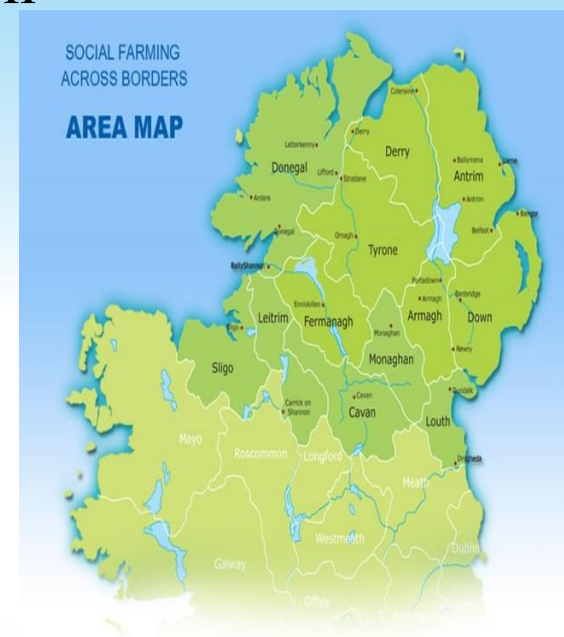 SOCIAL FARMING
ACROSS BORDERS
AREA MAP
Coleraine
Derry
Derry
Letterkenny
Donegal
Lifford
Strabane
Ballymena
Larne
Antrim
Antrim
Ardara
Bangor
Belfast
Donegal
Omagh
Tyrone
BallyShannon
Portadown
Enniskillen
Armagh
Banbridge
Leitrim
Fermanagh
Armagh
Down
Sligo
Monaghan
Newry
Monaghan
Sligo
Dundalk
Carrick on
Shannon
Cavan
Cavan
Louth
Mayo
Roscommon
Longford
Drogheda
Meath
Westmeath
Dublin
Galway
Offaly